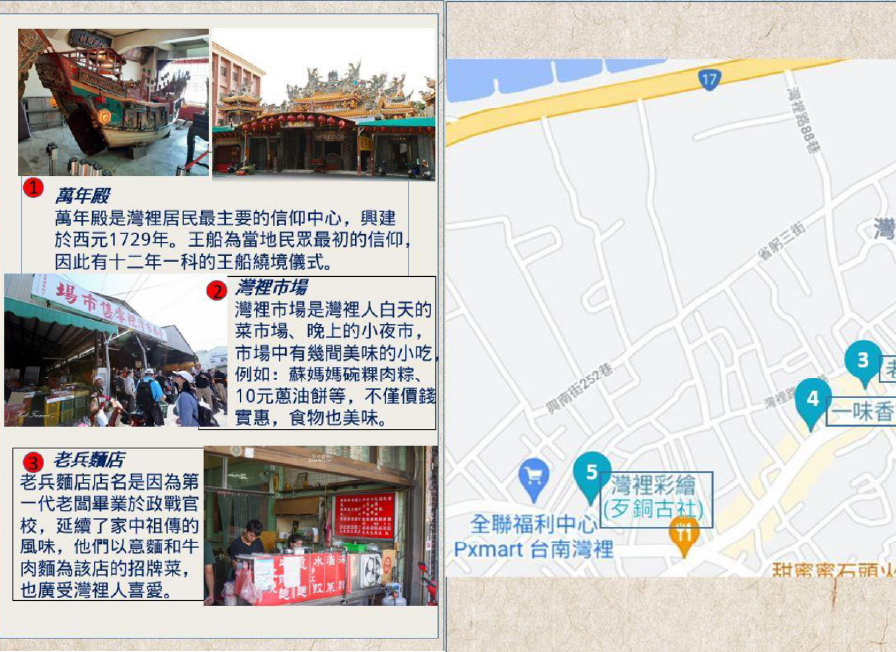 1
萬年殿
萬年殿是灣裡居民最主要的信仰中心，興建
於西元1729年。王船為當地民眾最初的信仰，
因此有十二年一科的王船繞境儀式。
場市售零裡灣
2
灣裡市場
灣裡市場是灣裡人白天的
菜市場、晚上的小夜市，
市場中有幾間美味的小吃，
例如：蘇媽媽碗粿肉粽、
10元蔥油餅等，不僅價錢
實惠，食物也美味。
3
老兵麵店
老兵麵店店名是因為第
一代老闆畢業於政戰官
校，延續了家中祖傳的
風味，他們以意麵和牛
肉麵為該店的招牌菜，
也廣受灣裡人喜愛。
17
灣裡路88巷
灣
省躬三街
興南街252巷
灣裡路
3
老
4
一味香
5
灣裡彩繪
(歹銅古社)
全聯福利中心
Pxmart 台南灣裡
甜蜜蜜石頭火